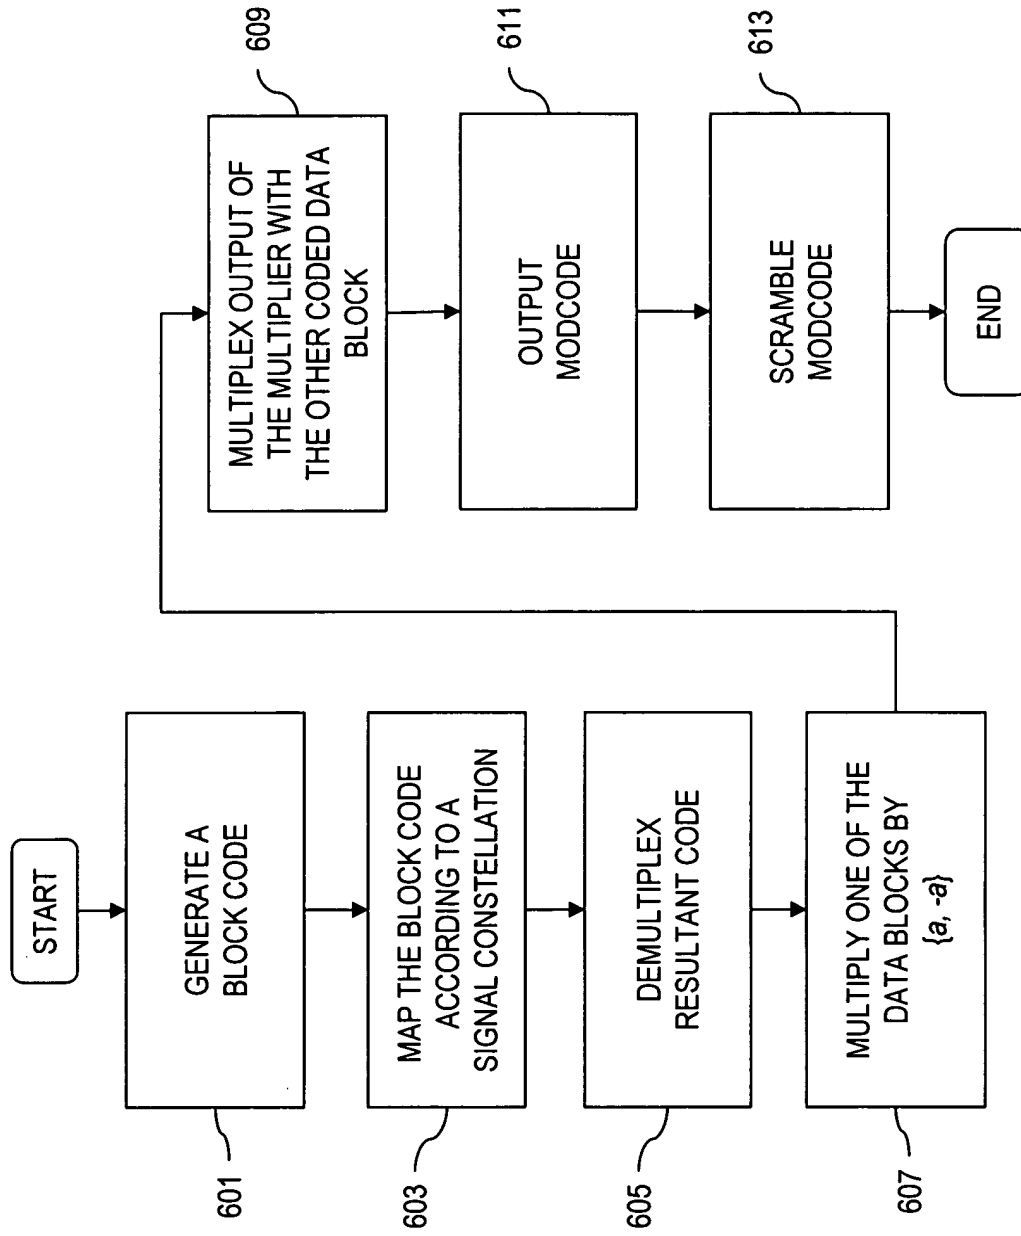 START
GENERATE A
BLOCK CODE
601
MAP THE BLOCK CODE
ACCORDING TO A
SIGNAL CONSTELLATION
603
DEMULTIPLEX
RESULTANT CODE
605
MULTIPLY ONE OF THE
DATA BLOCKS BY
{a, -a}
607
MULTIPLEX OUTPUT OF
THE MULTIPLIER WITH
THE OTHER CODED DATA
BLOCK
609
OUTPUT
MODCODE
611
SCRAMBLE
MODCODE
613
END